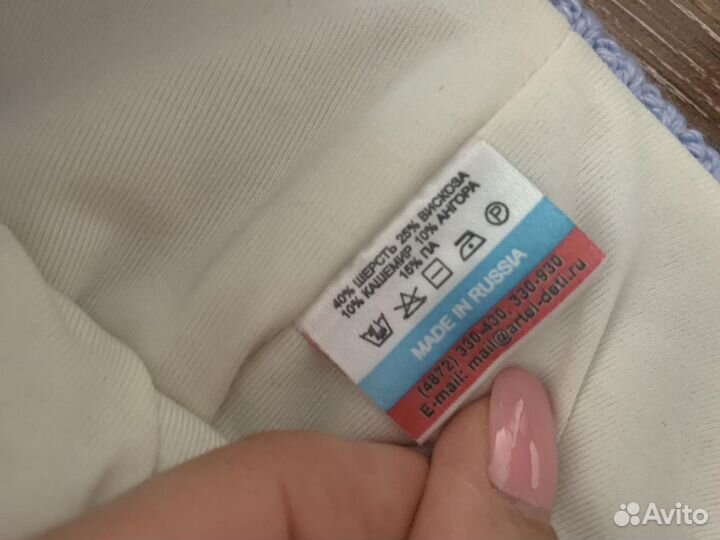 40% ШЕРСТЬ 25% ВИСКОЗА
10% КАШЕМИР 10% АНГОРА
15% ПА
P
MADE IN RUSSIA
(4872) 330-430, 330-930
E-mail: mail@artel-deti.ru
Avito